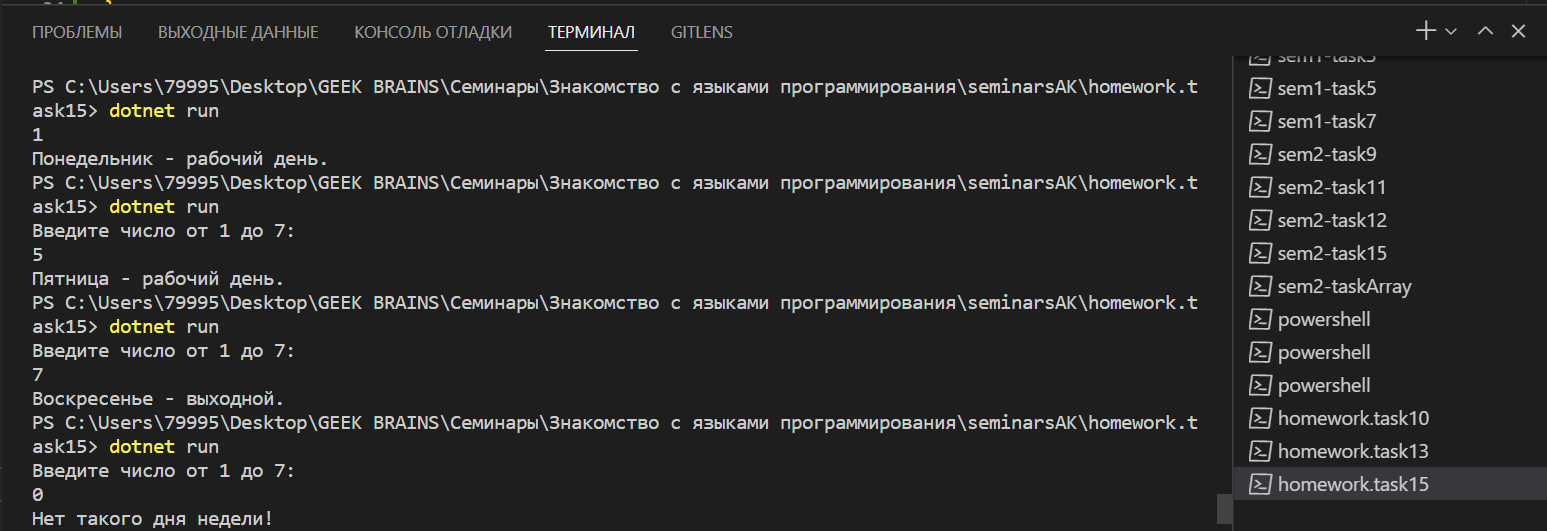 ПРОБЛЕМЫ ВЫХОДНЫЕ ДАННЫЕ КОНСОЛЬ ОТЛАДКИ ТЕРМИНАЛ GITLENS
PS C:\Users\79995\Desktop\GEEK BRAINS\Семинары\Знакомство с языками программирования\seminarsAK\homework.t
ask15> dotnet run
1
Понедельник - рабочий день.
PS C:\Users\79995\Desktop\GEEK BRAINS\Семинары\Знакомство с языками программирования\seminarsAK\homework.t
ask15> dotnet run
Введите число от 1 до 7:
5
Пятница - рабочий день.
PS C:\Users\79995\Desktop\GEEK BRAINS\Семинары\Знакомство с языками программирования\seminarsAK\homework.t
ask15> dotnet run
Введите число от 1 до 7:
7
Воскресенье - выходной.
PS C:\Users\79995\Desktop\GEEK BRAINS\Семинары\Знакомство с языками программирования\seminarsAK\homework.t
ask15> dotnet run
Введите число от 1 до 7:
0
Нет такого дня недели!
sem1-task5
sem1-task7
sem2-task9
sem2-task11
sem2-task12
sem2-task15
sem2-taskArray
powershell
powershell
powershell
homework.task10
homework.task13
homework.task15